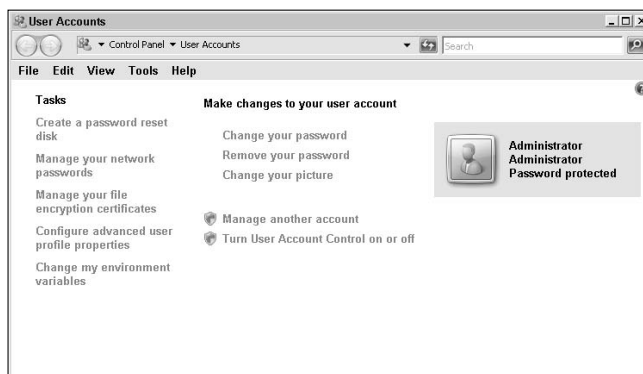 User Accounts
Control Panel User Accounts
Search
File Edit View Tools Help
Tasks
Create a password reset
disk
Manage your network
passwords
Manage your file
encryption certificates
Configure advanced user
profile properties
Change my environment
variables
Make changes to your user account
Change your password
Remove your password
Change your picture
Manage another account
Turn User Account Control on or off
Administrator
Administrator
Password protected